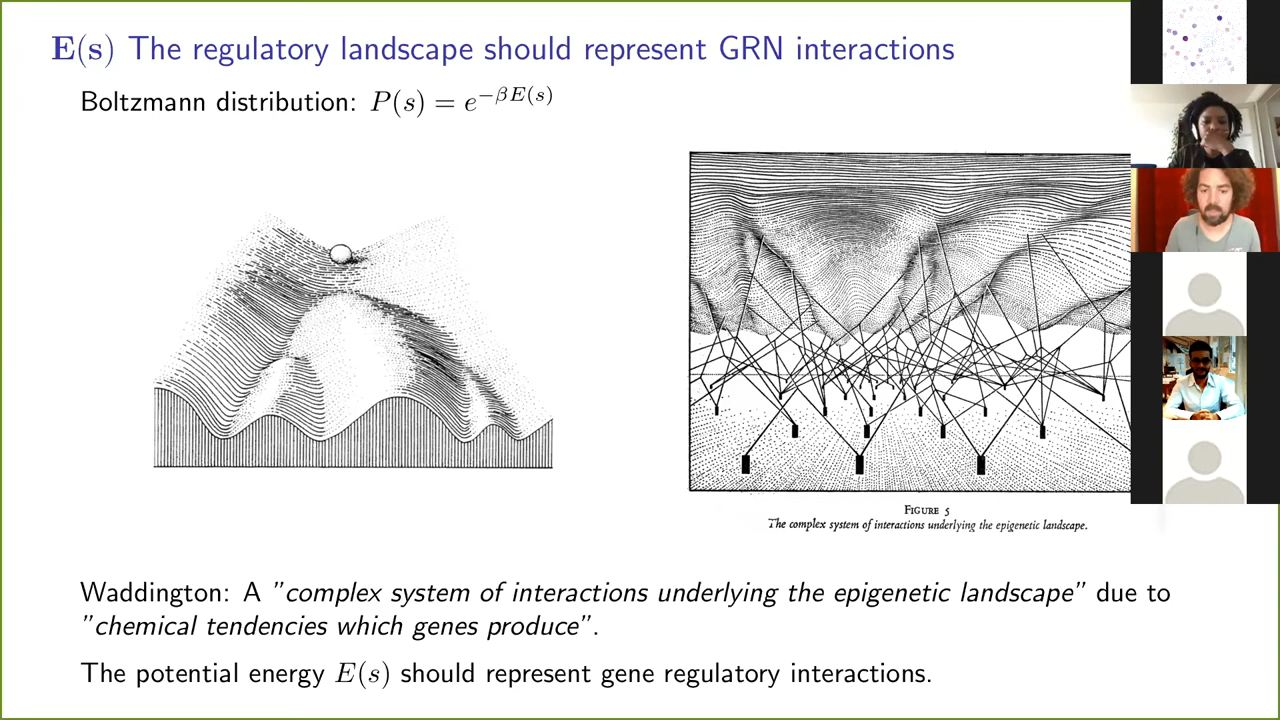 E(s) The regulatory landscape should represent GRN interactions
Boltzmann distribution: P(s) = e^{-βE(s)}
FIGURE 5
The complex system of interactions underlying the epigenetic landscape.
Waddington: A "complex system of interactions underlying the epigenetic landscape" due to
"chemical tendencies which genes produce".
The potential energy E(s) should represent gene regulatory interactions.